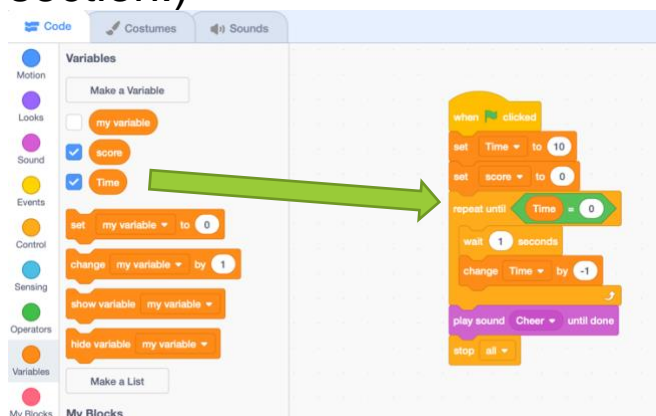 Code Costumes Sounds
Motion
Looks
Sound
Events
Control
Sensing
Operators
Variables
My Blocks
Variables
Make a Variable
my variable
score
Time
set my variable to 0
change my variable by 1
show variable my variable
hide variable my variable
Make a List
My Blocks
when clicked
set Time to 10
set score to 0
repeat until Time = 0
wait 1 seconds
change Time by -1
play sound Cheer until done
stop all